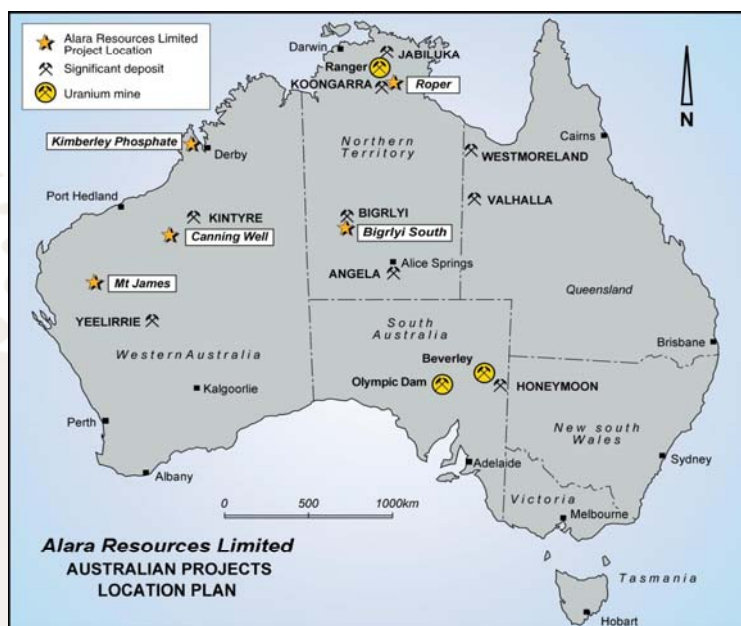 Alara Resources Limited
Project Location
Significant deposit
Uranium mine
Darwin
JABILUKA
Ranger
KOONGARRA
Roper
N
Kimberley Phosphate
Derby
Northern
Territory
Cairns
WESTMORELAND
Port Hedland
VALHALLA
KINTYRE
BIGRLYI
Canning Well
Bigrlyi South
Alice Springs
ANGELA
Mt James
Queensland
YEELIRRIE
South
Australia
Western Australia
Brisbane
Beverley
Olympic Dam
HONEYMOON
Kalgoorlie
New south
Wales
Perth
Sydney
Adelaide
Albany
Victoria
0 500 1000km
Melbourne
Alara Resources Limited
AUSTRALIAN PROJECTS
LOCATION PLAN
Tasmania
Hobart